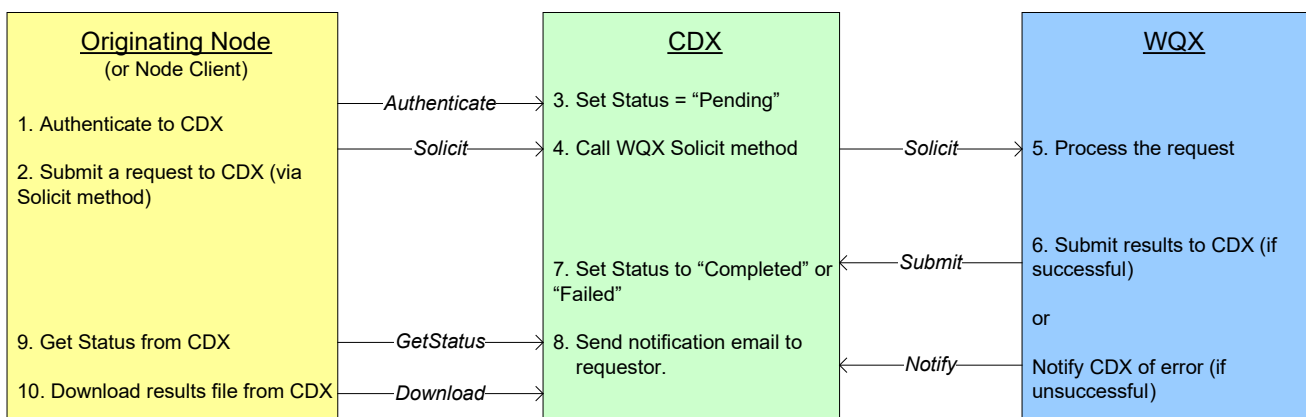 Originating Node
(or Node Client)
1. Authenticate to CDX
2. Submit a request to CDX (via
Solicit method)
9. Get Status from CDX
10. Download results file from CDX
Authenticate
Solicit
GetStatus
Download
CDX
3. Set Status = “Pending”
4. Call WQX Solicit method
7. Set Status to “Completed” or
“Failed”
8. Send notification email to
requestor.
Solicit
Submit
Notify
WQX
5. Process the request
6. Submit results to CDX (if
successful)
or
Notify CDX of error (if
unsuccessful)